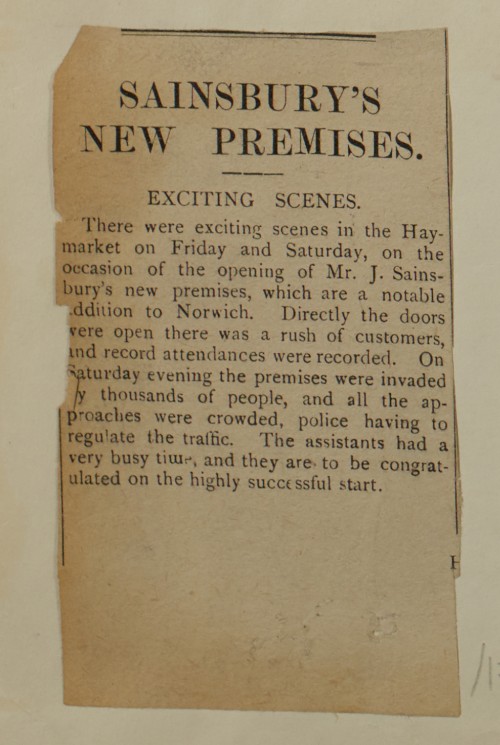 SAINSBURY'S
NEW PREMISES.
EXCITING SCENES.
There were exciting scenes in the Hay-
market on Friday and Saturday, on the
occasion of the opening of Mr. J. Sains-
bury's new premises, which are a notable
ddition to Norwich. Directly the doors
were open there was a rush of customers,
and record attendances were recorded. On
Saturday evening the premises were invaded
y thousands of people, and all the ap-
proaches were crowded, police having to
regulate the traffic. The assistants had a
very busy time, and they are to be congrat-
ulated on the highly successful start.
H